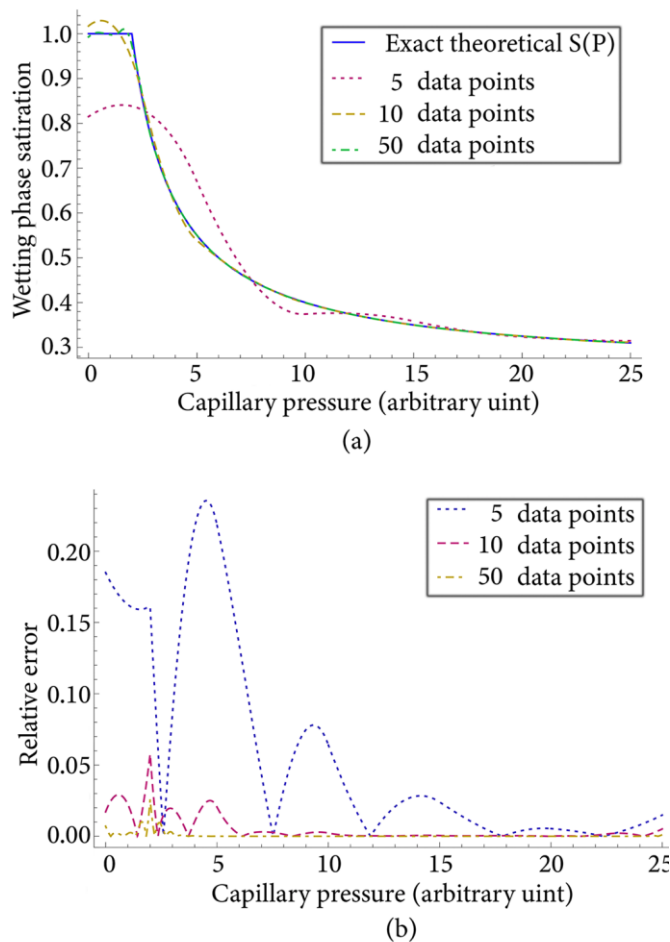 1.0
0.9
0.8
0.7
0.6
0.5
0.4
0.3
Wetting phase satiration
Exact theoretical S(P)
5 data points
10 data points
50 data points
0 5 10 15 20 25
Capillary pressure (arbitrary uint)
(a)
0.20
0.15
0.10
0.05
0.00
Relative error
5 data points
10 data points
50 data points
0 5 10 15 20 25
Capillary pressure (arbitrary uint)
(b)